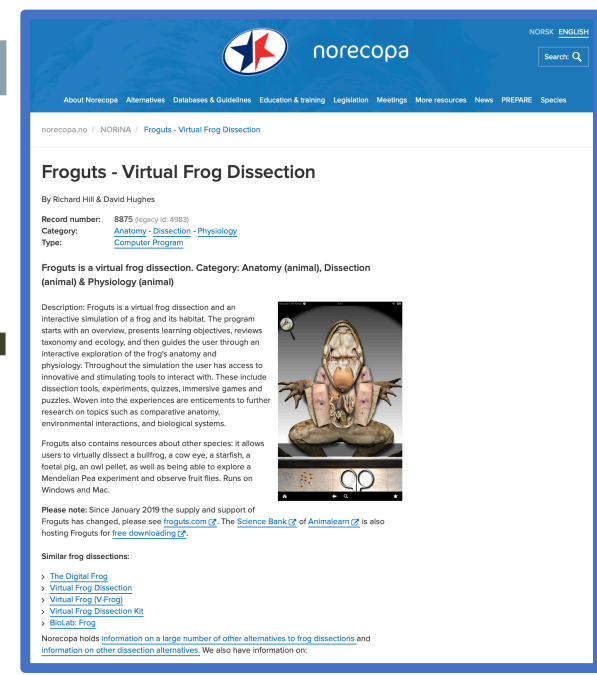 NORSK ENGLISH
norecopa
Search:
About Norecopa Alternatives Databases & Guidelines Education & training Legislation Meetings More resources News PREPARE Species
norecopa.no / NORINA / Froguts - Virtual Frog Dissection
Froguts - Virtual Frog Dissection
By Richard Hill & David Hughes
Record number: 8875 (legacy id: 4983)
Category: Anatomy - Dissection - Physiology
Type: Computer Program
Froguts is a virtual frog dissection. Category: Anatomy (animal), Dissection
(animal) & Physiology (animal)
Description: Froguts is a virtual frog dissection and an
interactive simulation of a frog and its habitat. The program
starts with an overview, presents learning objectives, reviews
taxonomy and ecology, and then guides the user through an
interactive exploration of the frog's anatomy and
physiology. Throughout the simulation the user has access to
innovative and stimulating tools to interact with. These include
dissection tools, experiments, quizzes, immersive games and
puzzles. Woven into the experiences are enticements to further
research on topics such as comparative anatomy,
environmental interactions, and biological systems.
Froguts also contains resources about other species: it allows
users to virtually dissect a bullfrog, a cow eye, a starfish, a
foetal pig, an owl pellet, as well as being able to explore a
Mendelian Pea experiment and observe fruit flies. Runs on
Windows and Mac.
Please note: Since January 2019 the supply and support of
Froguts has changed, please see froguts.com. The Science Bank of Animalearn is also
hosting Froguts for free downloading.
Similar frog dissections:
> The Digital Frog
> Virtual Frog Dissection
> Virtual Frog (V-Frog)
> Virtual Frog Dissection Kit
> BioLab: Frog
Norecopa holds information on a large number of other alternatives to frog dissections and
information on other dissection alternatives. We also have information on: